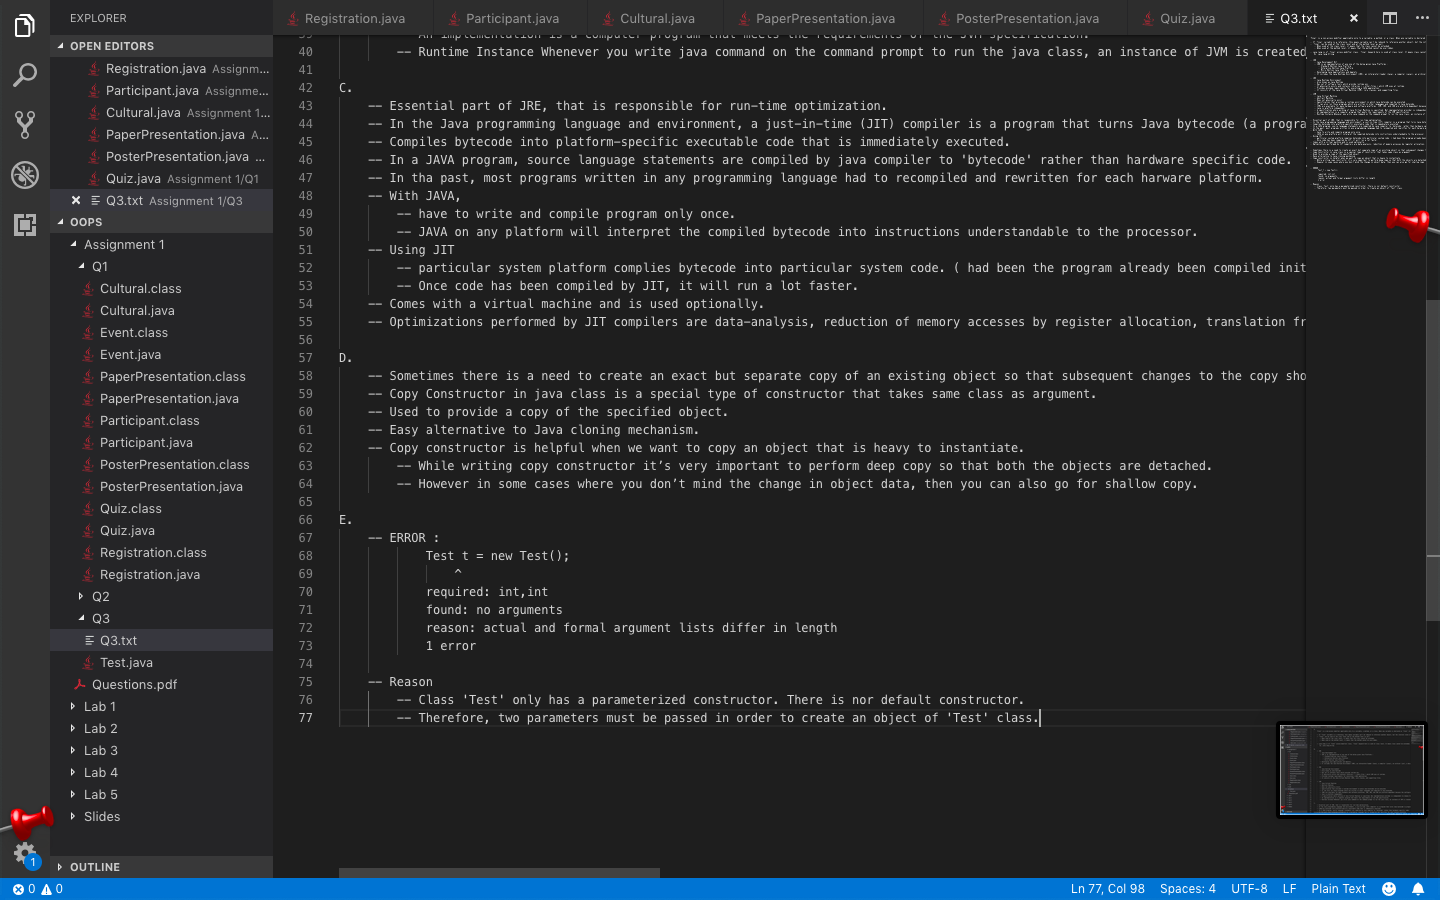 EXPLORER
OPEN EDITORS
Registration.java Assignm...
Participant.java Assignme...
Cultural.java Assignment 1...
PaperPresentation.java A...
PosterPresentation.java ...
Quiz.java Assignment 1/Q1
Q3.txt Assignment 1/Q3
OOPS
Assignment 1
Q1
Cultural.class
Cultural.java
Event.class
Event.java
PaperPresentation.class
PaperPresentation.java
Participant.class
Participant.java
PosterPresentation.class
PosterPresentation.java
Quiz.class
Quiz.java
Registration.class
Registration.java
Q2
Q3
Q3.txt
Test.java
Questions.pdf
Lab 1
Lab 2
Lab 3
Lab 4
Lab 5
Slides
OUTLINE
Registration.java Participant.java Cultural.java PaperPresentation.java PosterPresentation.java Quiz.java Q3.txt
39 -- An implementation is a computer program that meets the requirements of the JVM specification.
40 -- Runtime Instance Whenever you write java command on the command prompt to run the java class, an instance of JVM is created
41
42 C.
43 -- Essential part of JRE, that is responsible for run-time optimization.
44 -- In the Java programming language and environment, a just-in-time (JIT) compiler is a program that turns Java bytecode (a progra
45 -- Compiles bytecode into platform-specific executable code that is immediately executed.
46 -- In a JAVA program, source language statements are compiled by java compiler to 'bytecode' rather than hardware specific code.
47 -- In tha past, most programs written in any programming language had to recompiled and rewritten for each harware platform.
48 -- With JAVA,
49 -- have to write and compile program only once.
50 -- JAVA on any platform will interpret the compiled bytecode into instructions understandable to the processor.
51 -- Using JIT
52 -- particular system platform complies bytecode into particular system code. ( had been the program already been compiled init
53 -- Once code has been compiled by JIT, it will run a lot faster.
54 -- Comes with a virtual machine and is used optionally.
55 -- Optimizations performed by JIT compilers are data-analysis, reduction of memory accesses by register allocation, translation fr
56
57 D.
58 -- Sometimes there is a need to create an exact but separate copy of an existing object so that subsequent changes to the copy sho
59 -- Copy Constructor in java class is a special type of constructor that takes same class as argument.
60 -- Used to provide a copy of the specified object.
61 -- Easy alternative to Java cloning mechanism.
62 -- Copy constructor is helpful when we want to copy an object that is heavy to instantiate.
63 -- While writing copy constructor it’s very important to perform deep copy so that both the objects are detached.
64 -- However in some cases where you don’t mind the change in object data, then you can also go for shallow copy.
65
66 E.
67 -- ERROR :
68 Test t = new Test();
69 ^
70 required: int,int
71 found: no arguments
72 reason: actual and formal argument lists differ in length
73 1 error
74
75 -- Reason
76 -- Class 'Test' only has a parameterized constructor. There is nor default constructor.
77 -- Therefore, two parameters must be passed in order to create an object of 'Test' class.
1
0 0 Ln 77, Col 98 Spaces: 4 UTF-8 LF Plain Text